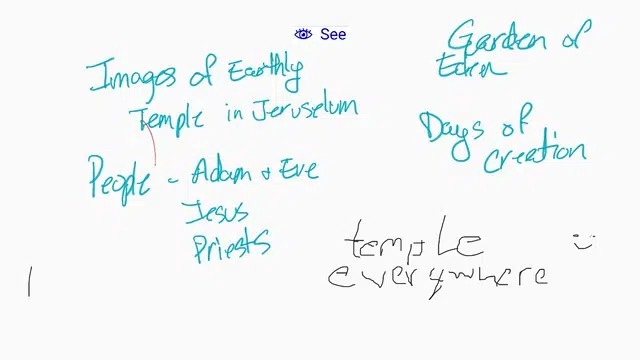 See
Images of Earthly
Temple in Jeruselum
People - Adam + Eve
Jesus
Priests
Garden of
Eden
Days of
Creation
temple
everywhere